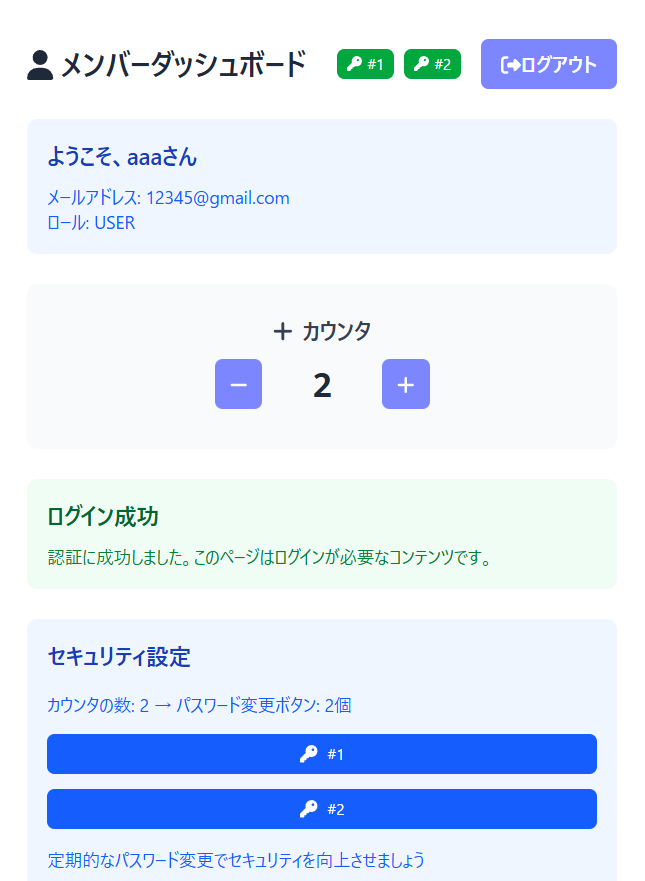 メンバーダッシュボード #1 #2 ログアウト
ようこそ、aaaさん
メールアドレス: 12345@gmail.com
ロール: USER
カウンタ
2
ログイン成功
認証に成功しました。このページはログインが必要なコンテンツです。
セキュリティ設定
カウンタの数: 2 → パスワード変更ボタン: 2個
#1
#2
定期的なパスワード変更でセキュリティを向上させましょう